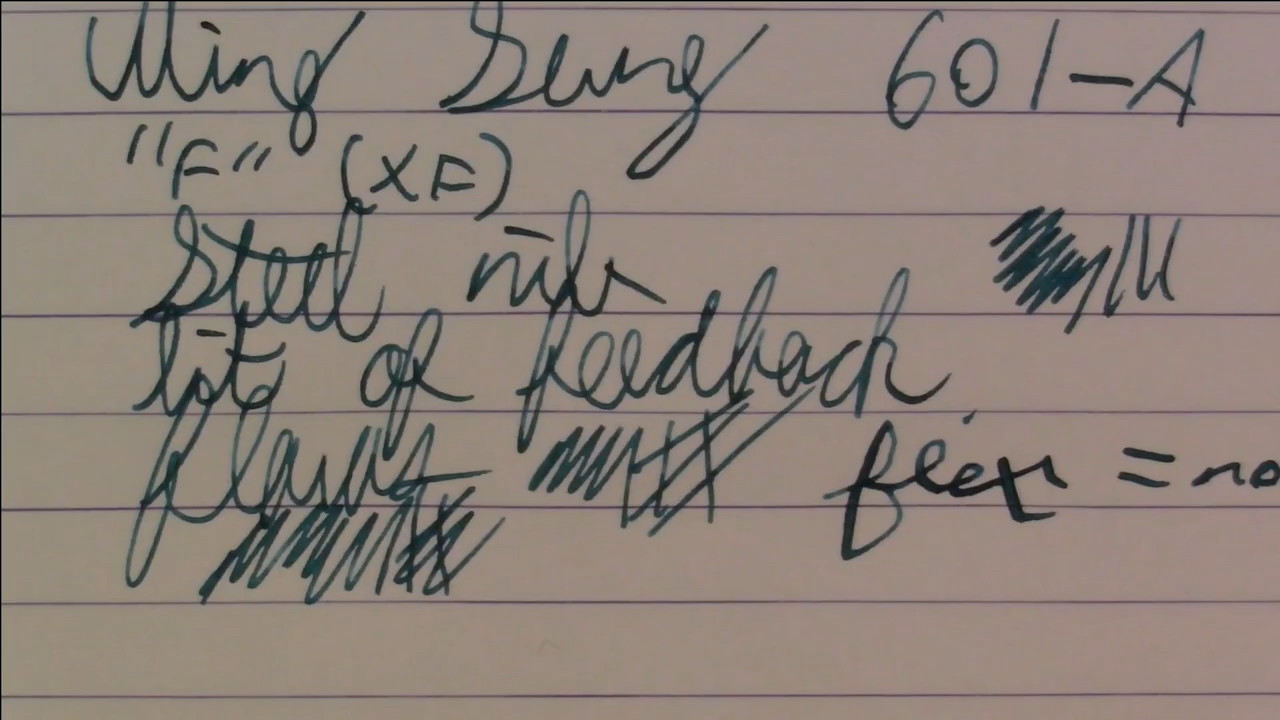 Wing Sung 601-A
"F" (XF)
Steel nib
lots of feedback
flex = no